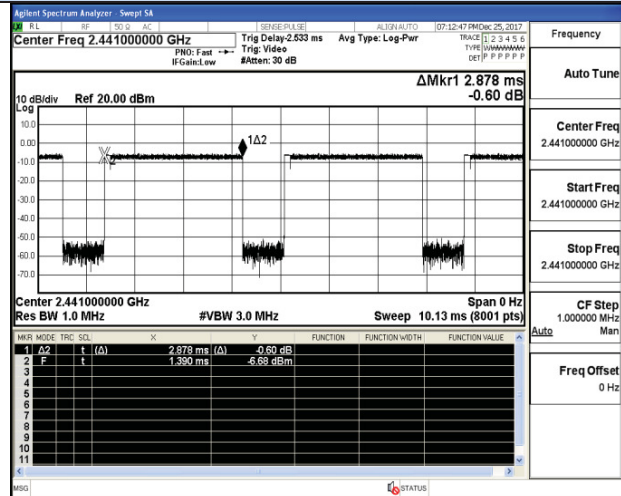 Agilent Spectrum Analyzer - Swept SA
RL RF 50 Ω AC SENSE:PULSE ALIGN AUTO 07:12:47 PM Dec 25, 2017
Center Freq 2.441000000 GHz
PNO: Fast
IFGain:Low
Trig Delay-2.533 ms
Trig: Video
#Atten: 30 dB
Avg Type: Log-Pwr
TRACE 1 2 3 4 5 6
TYPE
DET P P P P P P
ΔMkr1 2.878 ms
-0.60 dB
10 dB/div Ref 20.00 dBm
Log
10.0
0.00
-10.0
-20.0
-30.0
-40.0
-50.0
-60.0
-70.0
1Δ2
2
Center 2.441000000 GHz Span 0 Hz
Res BW 1.0 MHz #VBW 3.0 MHz Sweep 10.13 ms (8001 pts)
MKR MODE TRC SCL X Y FUNCTION FUNCTION WIDTH FUNCTION VALUE
1 Δ2 t (Δ) 2.878 ms (Δ) -0.60 dB
2 F t 1.390 ms -6.68 dBm
3
4
5
6
7
8
9
10
11
MSG STATUS
Frequency
Auto Tune
Center Freq
2.441000000 GHz
Start Freq
2.441000000 GHz
Stop Freq
2.441000000 GHz
CF Step
1.000000 MHz
Auto Man
Freq Offset
0 Hz